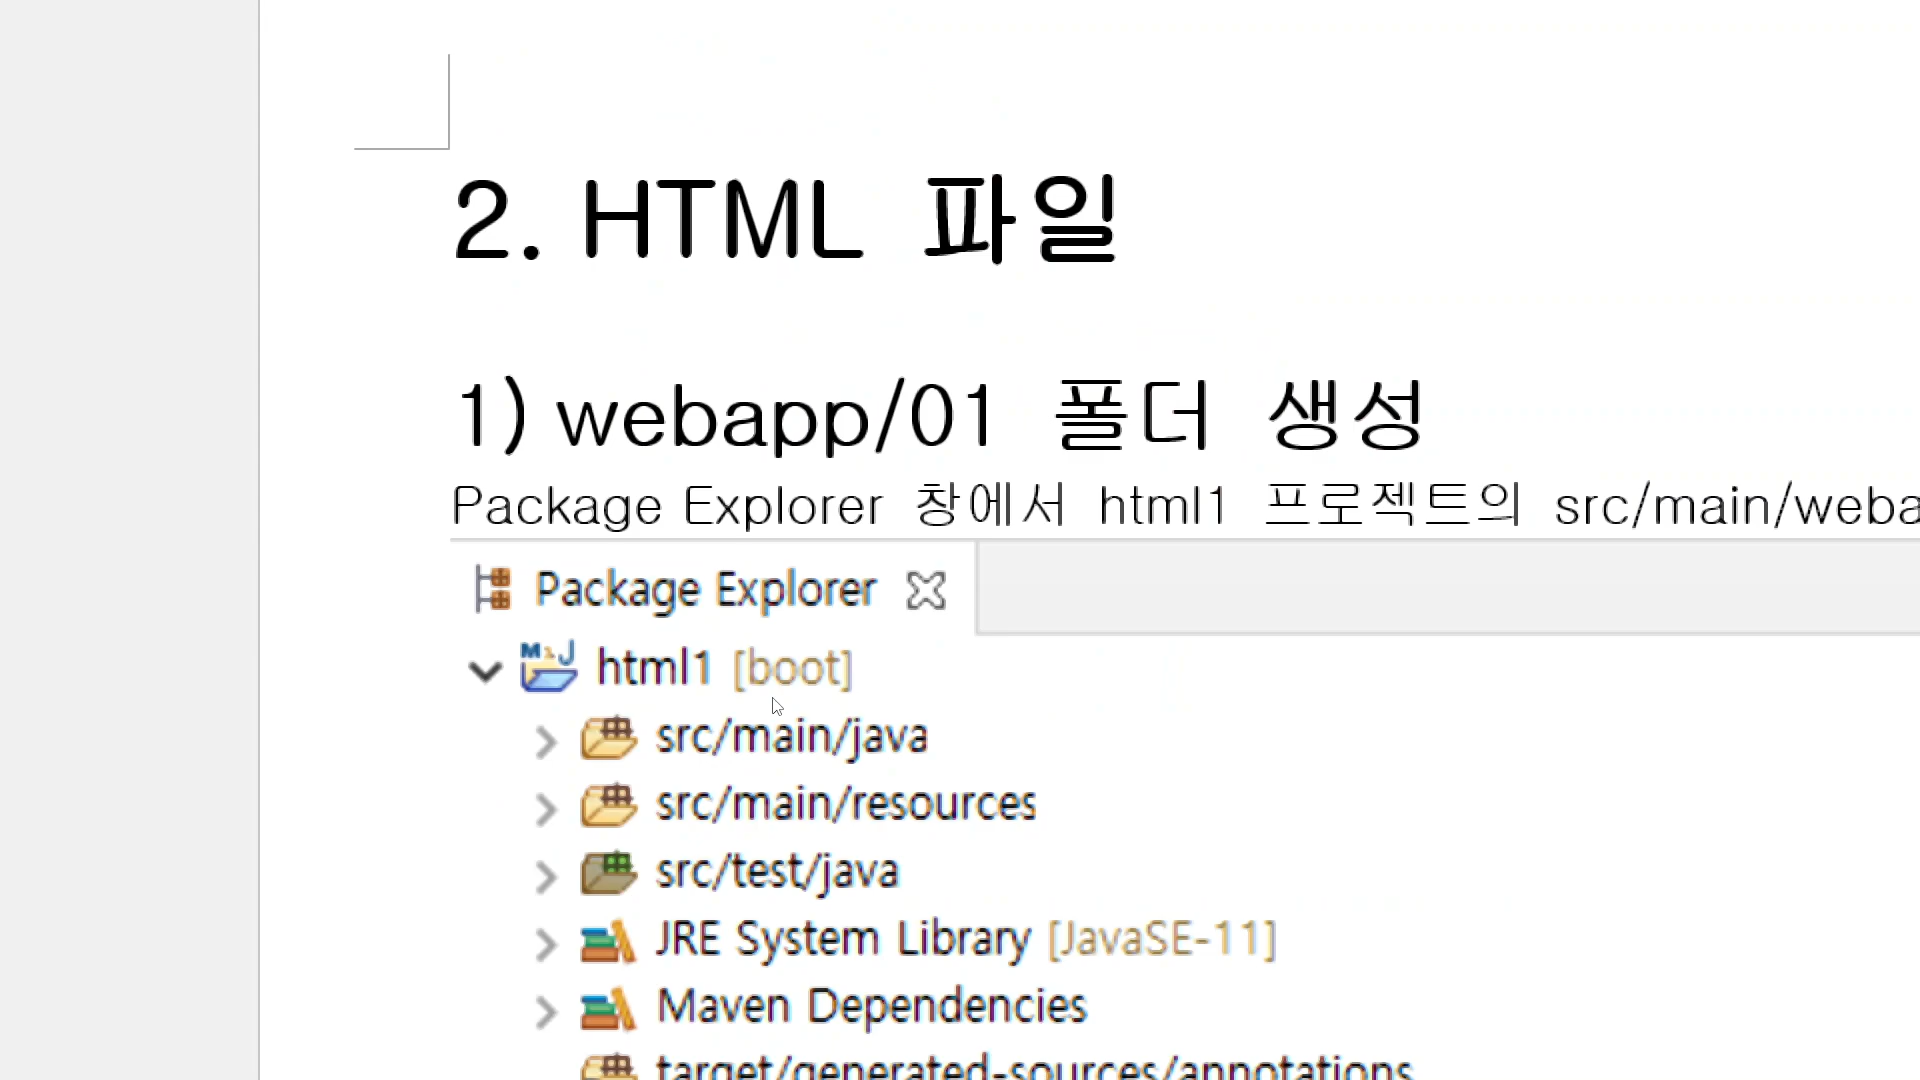 2. HTML 파일
1) webapp/01 폴더 생성
Package Explorer 창에서 html1 프로젝트의 src/main/weba
Package Explorer
html1 [boot]
src/main/java
src/main/resources
src/test/java
JRE System Library [JavaSE-11]
Maven Dependencies
target/generated-sources/annotations